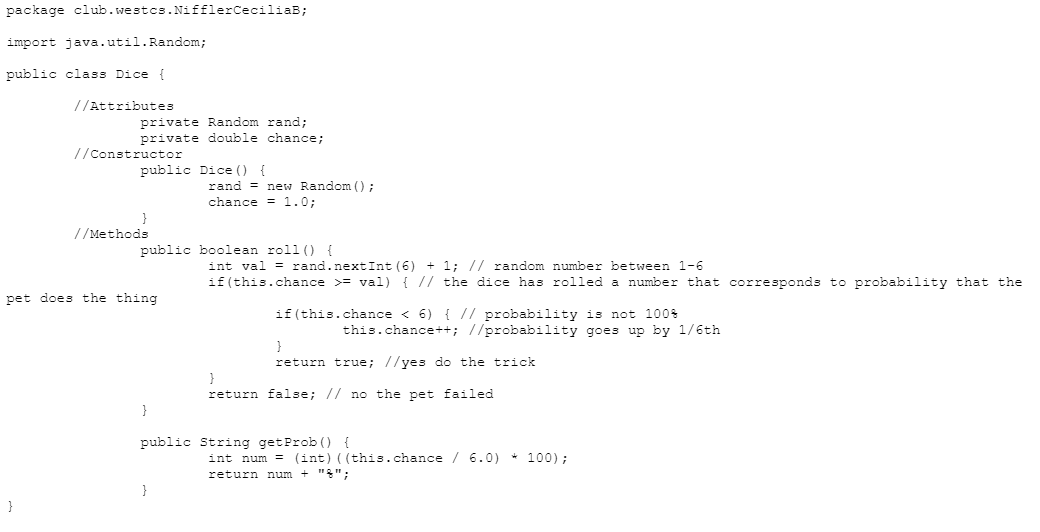 package club.westcs.NifflerCeciliaB;
import java.util.Random;
public class Dice {
//Attributes
private Random rand;
private double chance;
//Constructor
public Dice() {
rand = new Random();
chance = 1.0;
}
//Methods
public boolean roll() {
int val = rand.nextInt(6) + 1; // random number between 1-6
if(this.chance >= val) { // the dice has rolled a number that corresponds to probability that the
pet does the thing
if(this.chance < 6) { // probability is not 100%
this.chance++; //probability goes up by 1/6th
}
return true; //yes do the trick
}
return false; // no the pet failed
}
public String getProb() {
int num = (int)((this.chance / 6.0) * 100);
return num + "%";
}
}